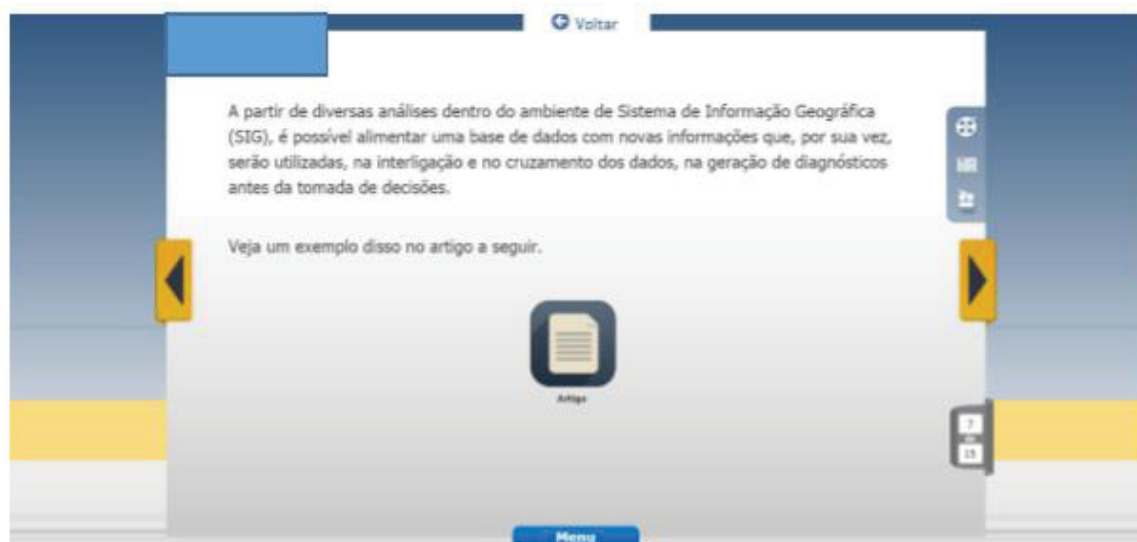 Voltar
A partir de diversas análises dentro do ambiente de Sistema de Informação Geográfica
(SIG), é possível alimentar uma base de dados com novas informações que, por sua vez,
serão utilizadas, na interligação e no cruzamento dos dados, na geração de diagnósticos
antes da tomada de decisões.
Veja um exemplo disso no artigo a seguir.
Artigo
7
de
15
Menu